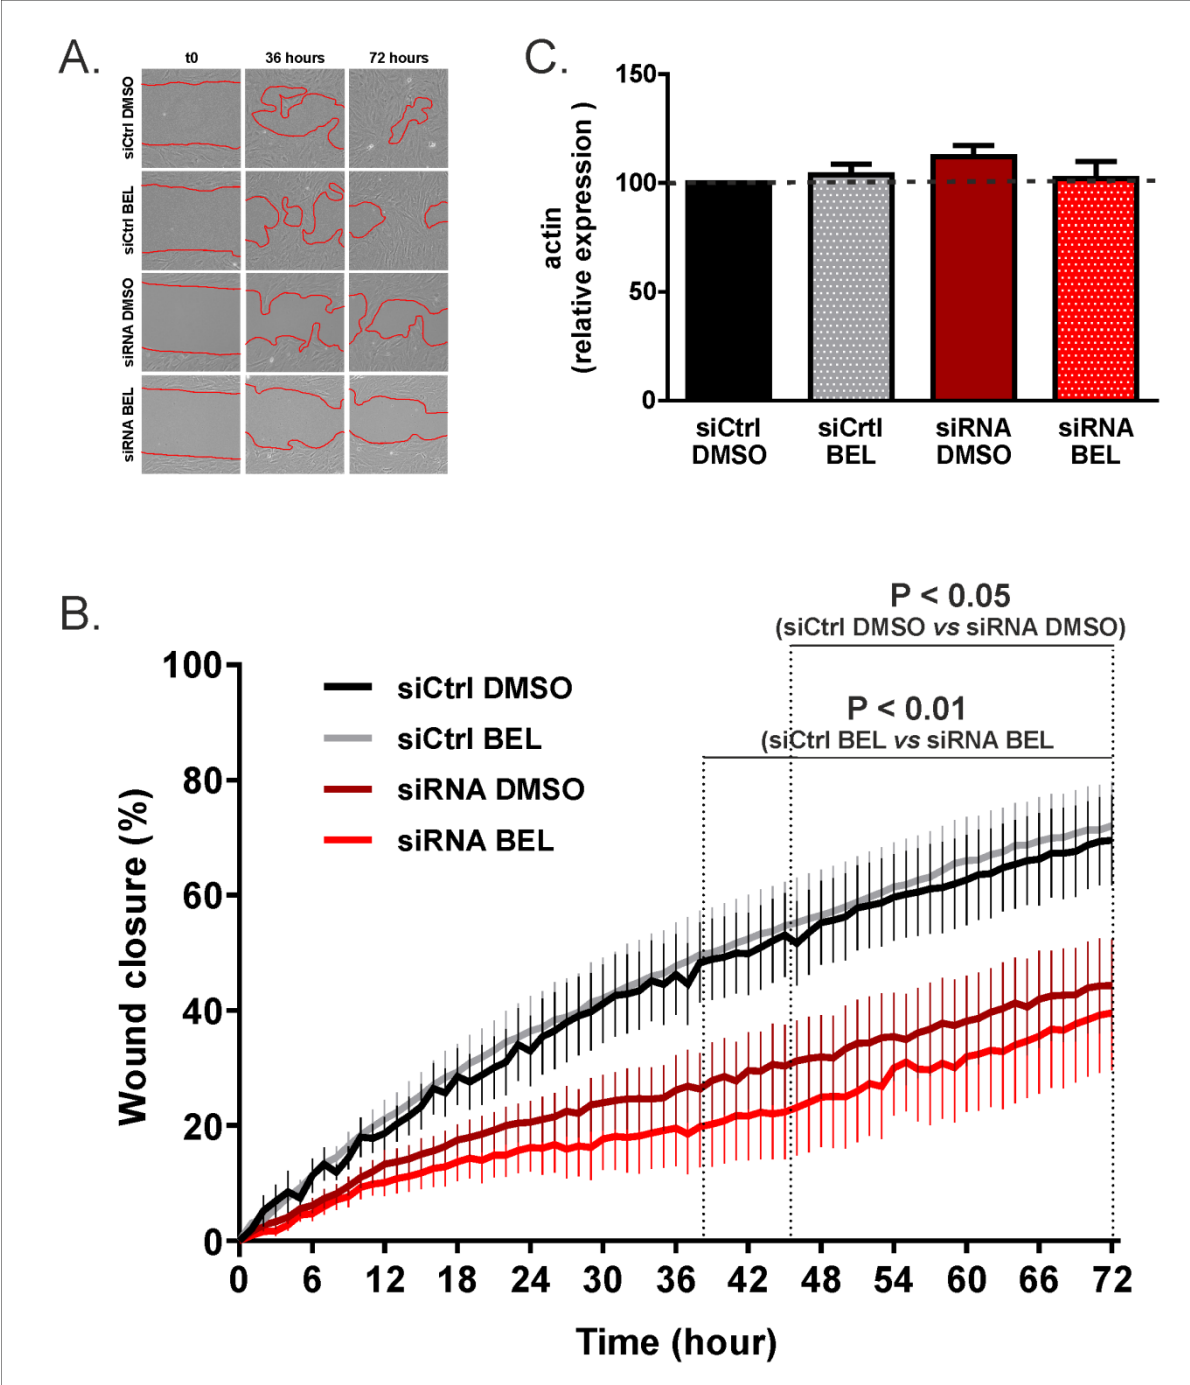 A.
t0 36 hours 72 hours
siCtrl DMSO
siCtrl BEL
siRNA DMSO
siRNA BEL
C.
actin
(relative expression )
150
100
50
0
siCtrl DMSO
siCrtl BEL
siRNA DMSO
siRNA BEL
B.
P < 0.05
(siCtrl DMSO vs siRNA DMSO)
P < 0.01
(siCtrl BEL vs siRNA BEL
siCtrl DMSO
siCtrl BEL
siRNA DMSO
siRNA BEL
Wound closure (%)
100
80
60
40
20
0
0 6 12 18 24 30 36 42 48 54 60 66 72
Time (hour)